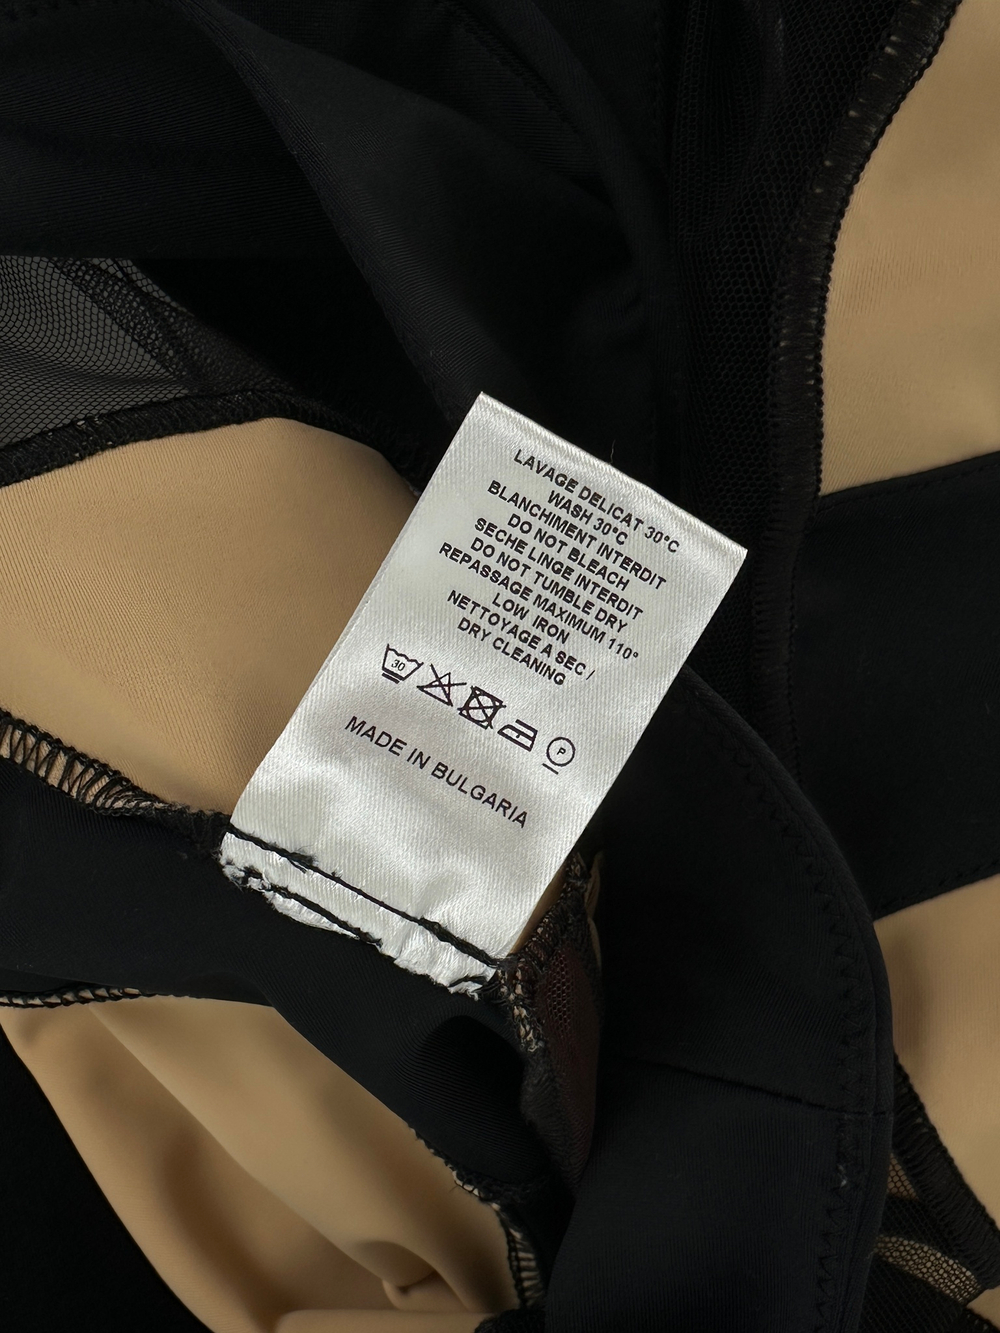 LAVAGE DELICAT 30°C
WASH 30°C
BLANCHIMENT INTERDIT
DO NOT BLEACH
SECHE LINGE INTERDIT
DO NOT TUMBLE DRY
REPASSAGE MAXIMUM 110°
LOW IRON
NETTOYAGE A SEC /
DRY CLEANING
30 P
MADE IN BULGARIA